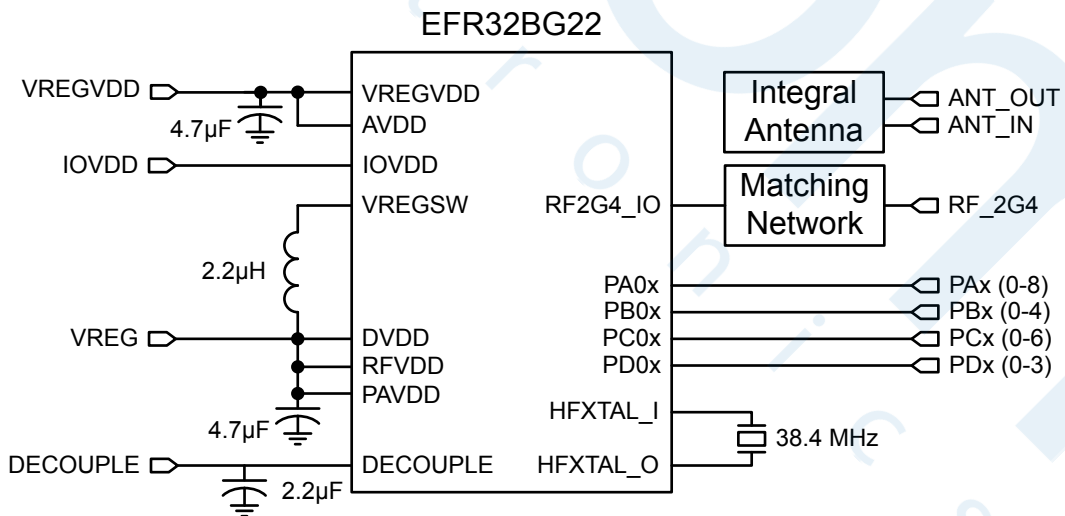 EFR32BG22
VREGVDD
4.7µF
IOVDD
2.2µH
VREG
4.7µF
DECOUPLE
2.2µF
VREGVDD
AVDD
IOVDD
VREGSW
DVDD
RFVDD
PAVDD
DECOUPLE
RF2G4_IO
PA0x
PB0x
PC0x
PD0x
HFXTAL_I
HFXTAL_O
Integral
Antenna
ANT_OUT
ANT_IN
Matching
Network
RF_2G4
PAx (0-8)
PBx (0-4)
PCx (0-6)
PDx (0-3)
38.4 MHz